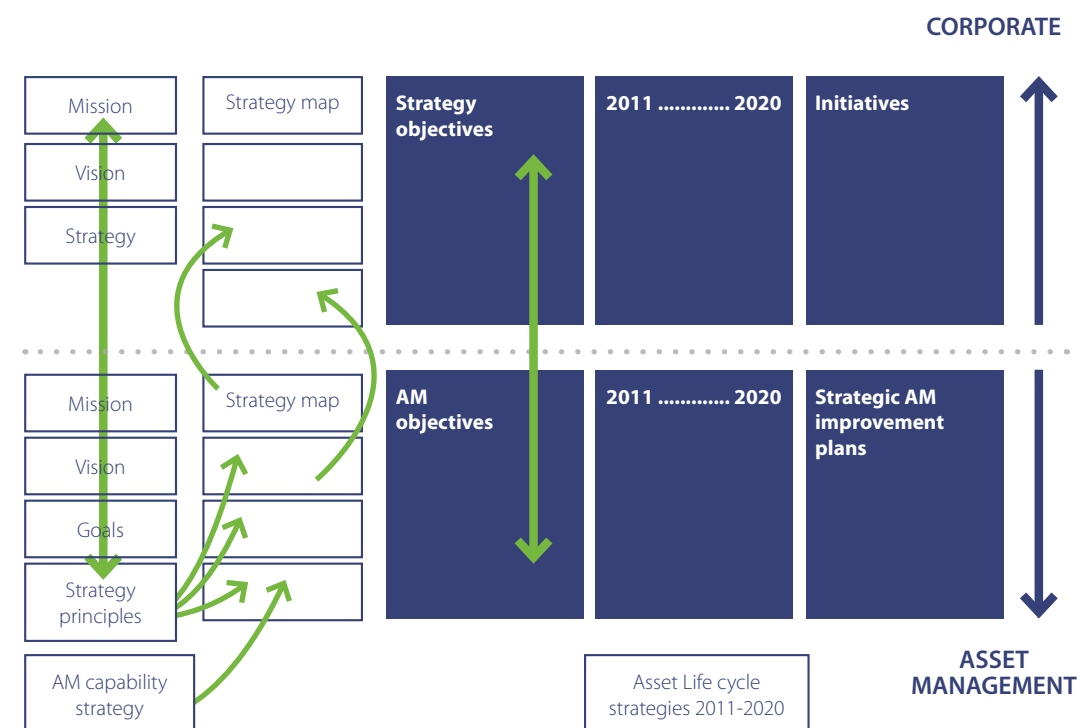 CORPORATE
Mission
Strategy map
Strategy
objectives
2011 ............. 2020
Initiatives
Vision
Strategy
Mission
Strategy map
AM
objectives
2011 ............. 2020
Strategic AM
improvement
plans
Vision
Goals
Strategy
principles
AM capability
strategy
Asset Life cycle
strategies 2011-2020
ASSET
MANAGEMENT